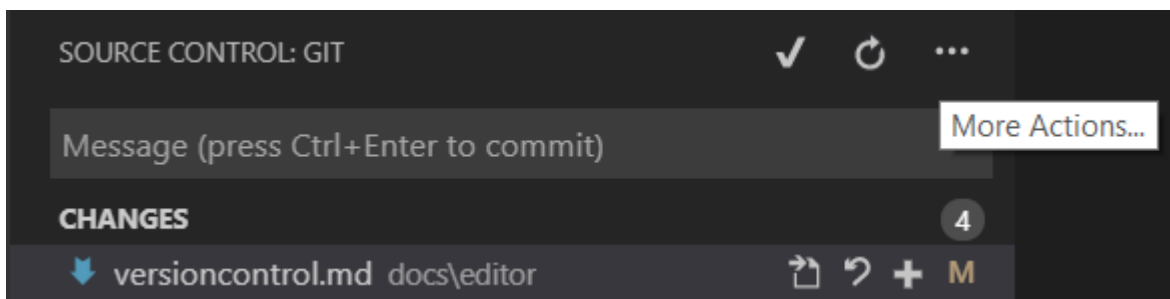 SOURCE CONTROL: GIT
More Actions...
Message (press Ctrl+Enter to commit)
CHANGES 4
versioncontrol.md docs\editor M